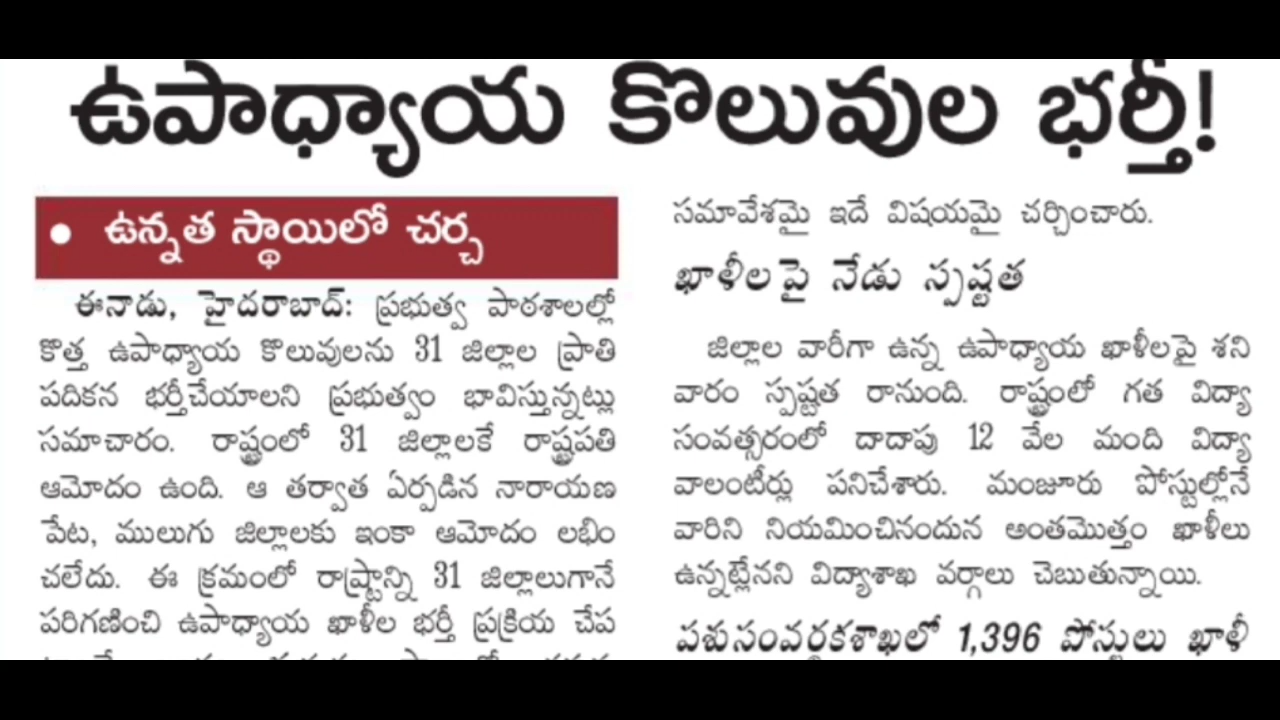 ఉపాధ్యాయ కొలువుల భర్తీ!
• ఉన్నత స్థాయిలో చర్చ
ఈనాడు, హైదరాబాద్: ప్రభుత్వ పాఠశాలల్లో
కొత్త ఉపాధ్యాయ కొలువులను 31 జిల్లాల ప్రాతి
పదికన భర్తీచేయాలని ప్రభుత్వం భావిస్తున్నట్లు
సమాచారం. రాష్ట్రంలో 31 జిల్లాలకే రాష్ట్రపతి
ఆమోదం ఉంది. ఆ తర్వాత ఏర్పడిన నారాయణ
పేట, ములుగు జిల్లాలకు ఇంకా ఆమోదం లభిం
చలేదు. ఈ క్రమంలో రాష్ట్రాన్ని 31 జిల్లాలుగానే
పరిగణించి ఉపాధ్యాయ ఖాళీల భర్తీ ప్రక్రియ చేప
సమావేశమై ఇదే విషయమై చర్చించారు.
ఖాళీలపై నేడు స్పష్టత
జిల్లాల వారీగా ఉన్న ఉపాధ్యాయ ఖాళీలపై శని
వారం స్పష్టత రానుంది. రాష్ట్రంలో గత విద్యా
సంవత్సరంలో దాదాపు 12 వేల మంది విద్యా
వాలంటీర్లు పనిచేశారు. మంజూరు పోస్టుల్లోనే
వారిని నియమించినందున అంతమొత్తం ఖాళీలు
ఉన్నట్లేనని విద్యాశాఖ వర్గాలు చెబుతున్నాయి.
పశుసంవర్ధకశాఖలో 1,396 పోస్టులు ఖాళీ